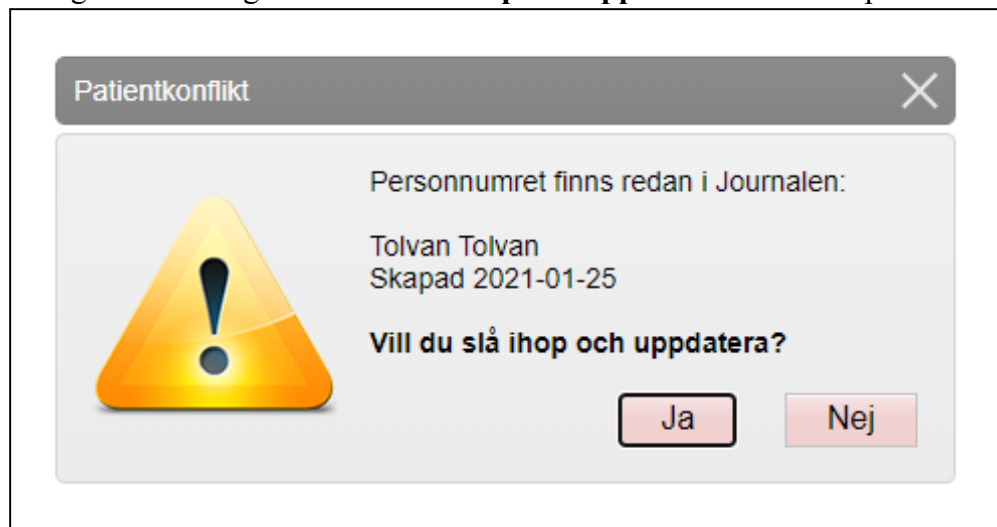 Patientkonflikt
Personnumret finns redan i Journalen:
Tolvan Tolvan
Skapad 2021-01-25
Vill du slå ihop och uppdatera?
Ja
Nej